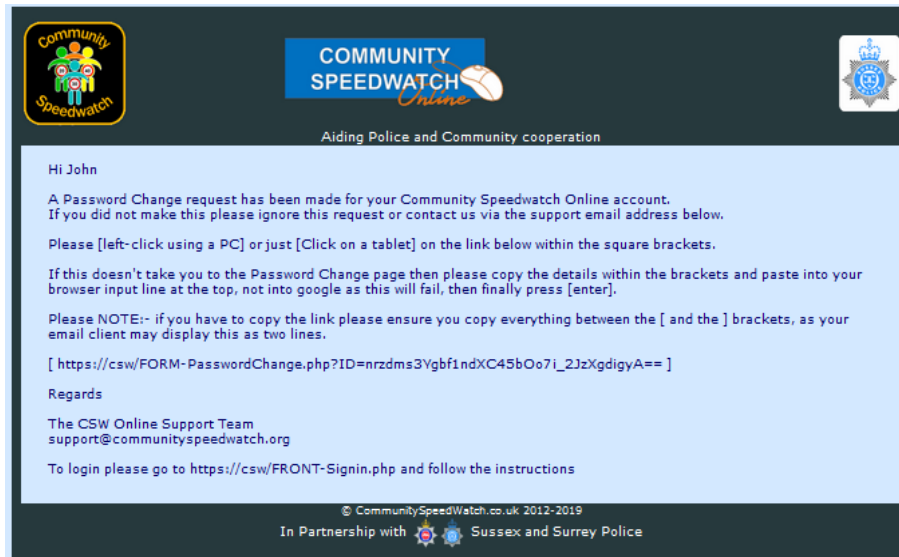 Community
Speedwatch
COMMUNITY
SPEEDWATCH
Online
Aiding Police and Community cooperation
Hi John
A Password Change request has been made for your Community Speedwatch Online account.
If you did not make this please ignore this request or contact us via the support email address below.
Please [left-click using a PC] or just [Click on a tablet] on the link below within the square brackets.
If this doesn't take you to the Password Change page then please copy the details within the brackets and paste into your
browser input line at the top, not into google as this will fail, then finally press [enter].
Please NOTE:- if you have to copy the link please ensure you copy everything between the [ and the ] brackets, as your
email client may display this as two lines.
[ https://csw/FORM-PasswordChange.php?ID=nrzdms3Ygbf1ndXC45bOo7i_2JzXgdigyA== ]
Regards
The CSW Online Support Team
support@communityspeedwatch.org
To login please go to https://csw/FRONT-Signin.php and follow the instructions
© CommunitySpeedWatch.co.uk 2012-2019
In Partnership with Sussex and Surrey Police